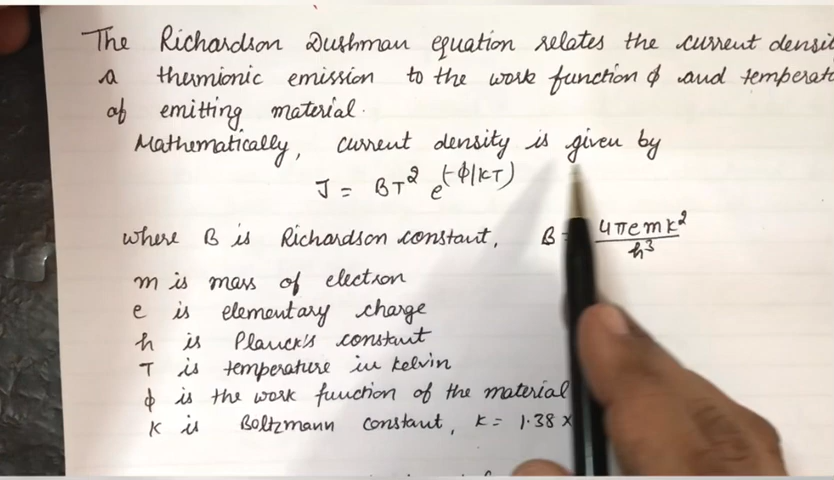 The Richardson Dushman equation relates the current densi
a thermionic emission to the work function ϕ and temperat
of emitting material.
Mathematically, current density is given by
J = BT² e^(-ϕ/KT)
where B is Richardson constant, B = 4πemk²/h³
m is mass of electron
e is elementary charge
h is Planck's constant
T is temperature in kelvin
ϕ is the work function of the material
K is Boltzmann constant, K = 1.38 x